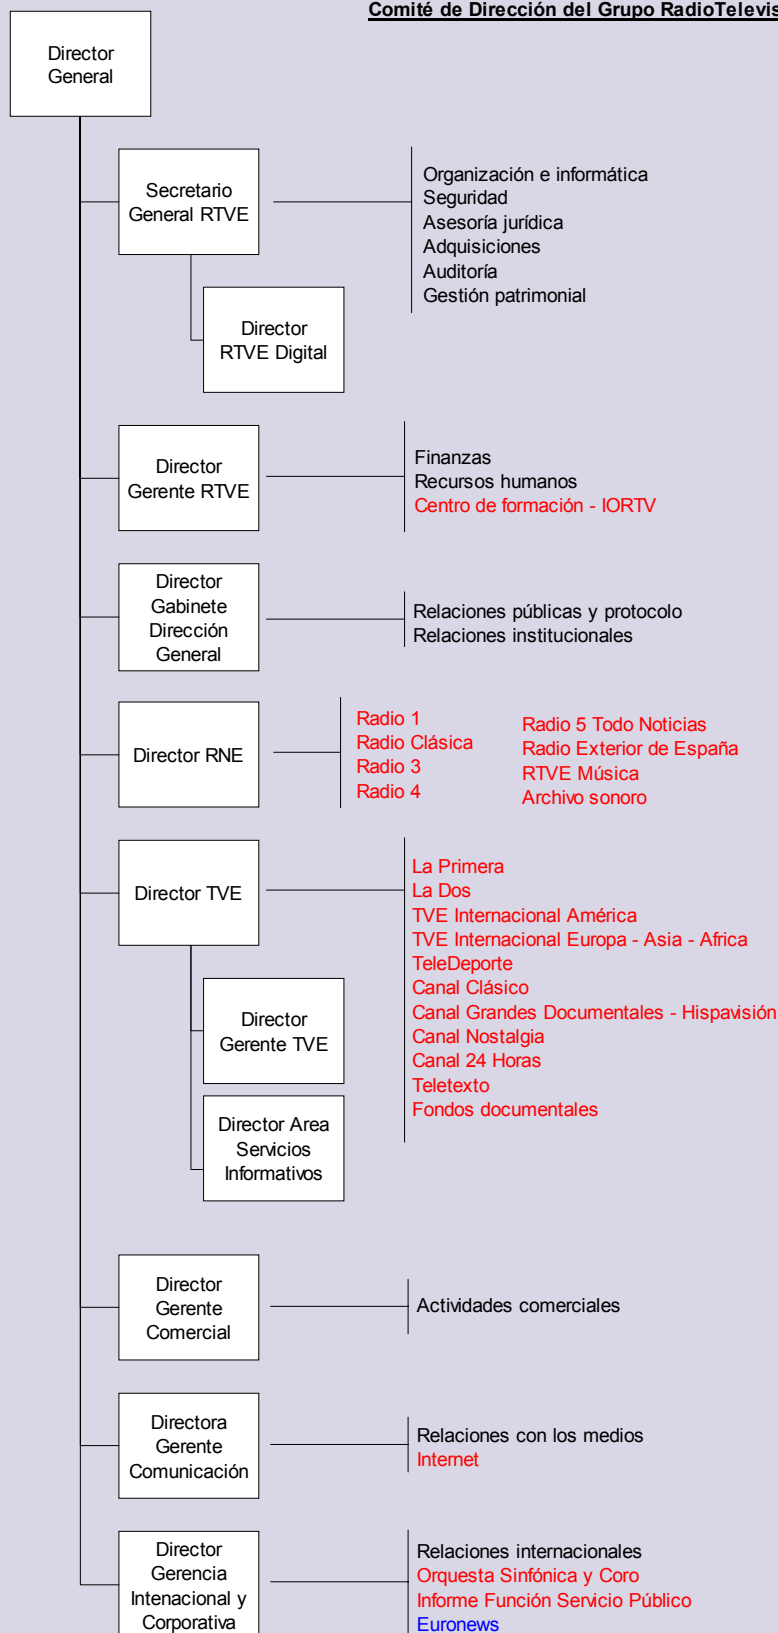 Comité de Dirección del Grupo RadioTelevis
Director
General
Secretario
General RTVE
Organización e informática
Seguridad
Asesoría jurídica
Adquisiciones
Auditoría
Gestión patrimonial
Director
RTVE Digital
Director
Gerente RTVE
Finanzas
Recursos humanos
Centro de formación - IORTV
Director
Gabinete
Dirección
General
Relaciones públicas y protocolo
Relaciones institucionales
Director RNE
Radio 1
Radio Clásica
Radio 3
Radio 4
Radio 5 Todo Noticias
Radio Exterior de España
RTVE Música
Archivo sonoro
Director TVE
La Primera
La Dos
TVE Internacional América
TVE Internacional Europa - Asia - Africa
TeleDeporte
Canal Clásico
Canal Grandes Documentales - Hispavisión
Canal Nostalgia
Canal 24 Horas
Teletexto
Fondos documentales
Director
Gerente TVE
Director Area
Servicios
Informativos
Director
Gerente
Comercial
Actividades comerciales
Directora
Gerente
Comunicación
Relaciones con los medios
Internet
Director
Gerencia
Intenacional y
Corporativa
Relaciones internacionales
Orquesta Sinfónica y Coro
Informe Función Servicio Público
Euronews